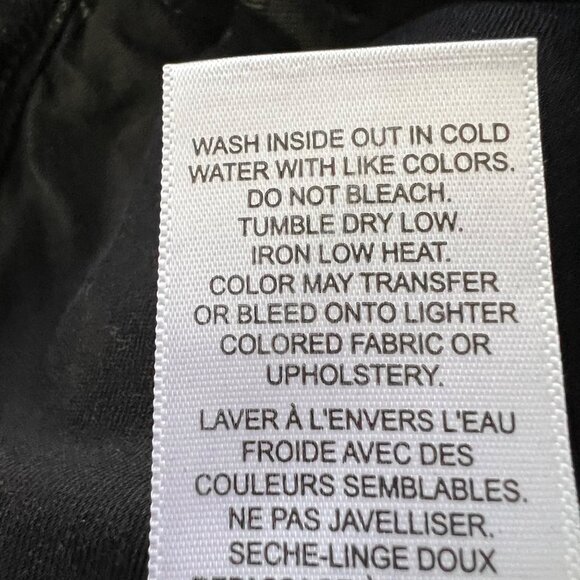 WASH INSIDE OUT IN COLD
WATER WITH LIKE COLORS.
DO NOT BLEACH.
TUMBLE DRY LOW.
IRON LOW HEAT.
COLOR MAY TRANSFER
OR BLEED ONTO LIGHTER
COLORED FABRIC OR
UPHOLSTERY.
LAVER À L'ENVERS L'EAU
FROIDE AVEC DES
COULEURS SEMBLABLES.
NE PAS JAVELLISER.
SECHE-LINGE DOUX